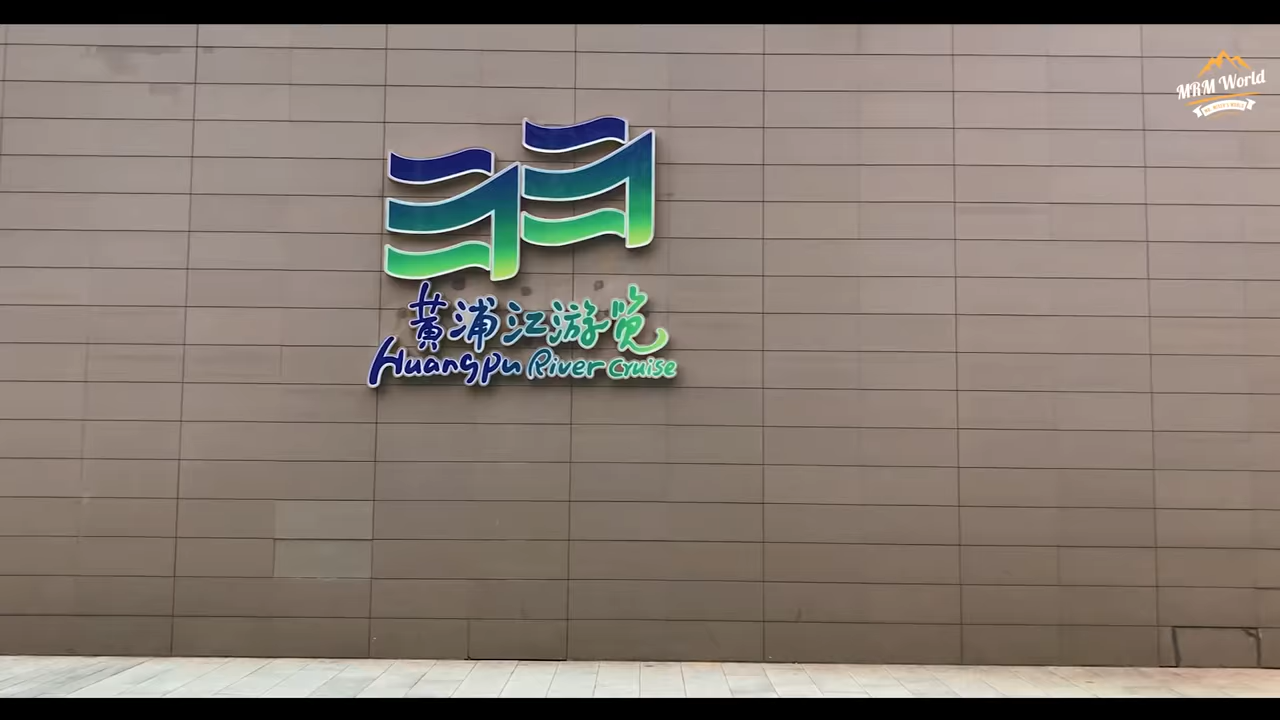 黄浦江游览
Huangpu River Cruise
MRM World